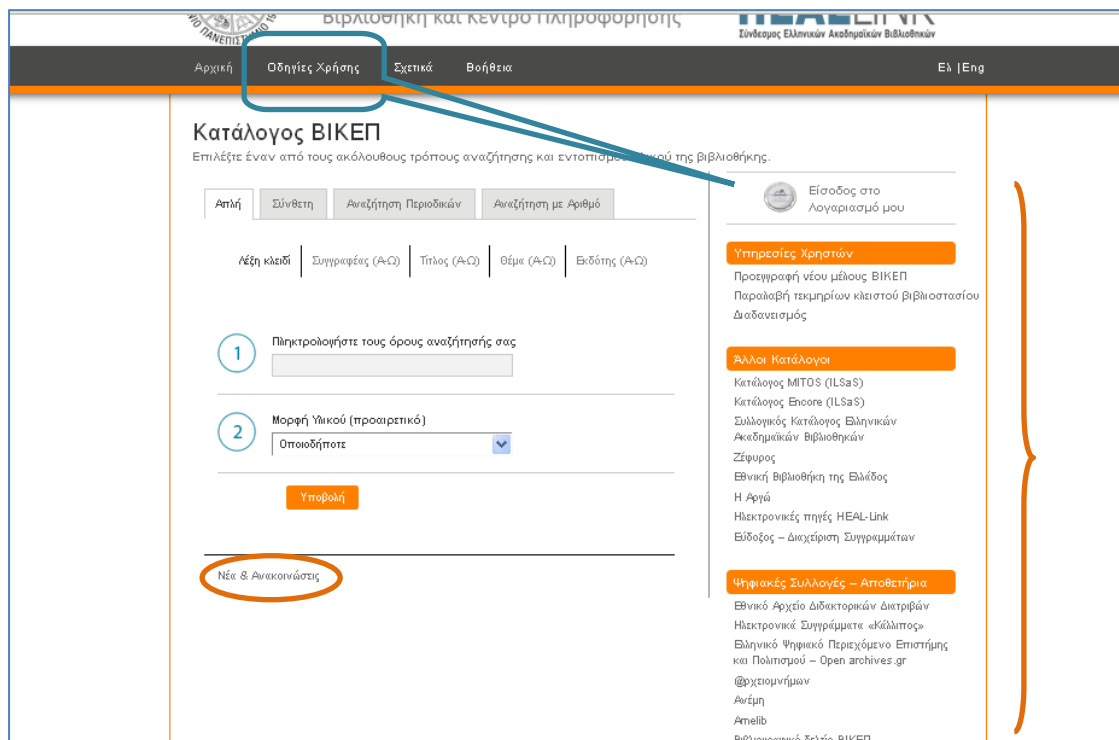 Βιβλιοθήκη και Κέντρο Πληροφόρησης
HEAL-LINK
Σύνδεσμος Ελληνικών Ακαδημαϊκών Βιβλιοθηκών
Αρχική Οδηγίες Χρήσης Σχετικά Βοήθεια Ελ |Eng
Κατάλογος ΒΙΚΕΠ
Επιλέξτε έναν από τους ακόλουθους τρόπους αναζήτησης και εντοπισμού υλικού της βιβλιοθήκης.
Απλή Σύνθετη Αναζήτηση Περιοδικών Αναζήτηση με Αριθμό
Λέξη κλειδί Συγγραφέας (Α-Ω) Τίτλος (Α-Ω) Θέμα (Α-Ω) Εκδότης (Α-Ω)
1 Πληκτρολογήστε τους όρους αναζήτησής σας
2 Μορφή Υλικού (προαιρετικό)
Οποιοδήποτε
Υποβολή
Νέα & Ανακοινώσεις
Είσοδος στο
Λογαριασμό μου
Υπηρεσίες Χρηστών
Προεγγραφή νέου μέλους ΒΙΚΕΠ
Παραλαβή τεκμηρίων κλειστού βιβλιοστασίου
Διαδανεισμός
Άλλοι Κατάλογοι
Κατάλογος MITOS (ILSaS)
Κατάλογος Encore (ILSaS)
Συλλογικός Κατάλογος Ελληνικών
Ακαδημαϊκών Βιβλιοθηκών
Ζέφυρος
Εθνική Βιβλιοθήκη της Ελλάδος
Η Αργώ
Ηλεκτρονικές πηγές HEAL-Link
Εύδοξος – Διαχείριση Συγγραμμάτων
Ψηφιακές Συλλογές – Αποθετήρια
Εθνικό Αρχείο Διδακτορικών Διατριβών
Ηλεκτρονικά Συγγράμματα «Κάλλιπος»
Ελληνικό Ψηφιακό Περιεχόμενο Επιστήμης
και Πολιτισμού – Open archives.gr
@ρχειομνήμων
Ανέμη
Amelib
Βιβλιογραφικό δελτίο ΒΙΚΕΠ